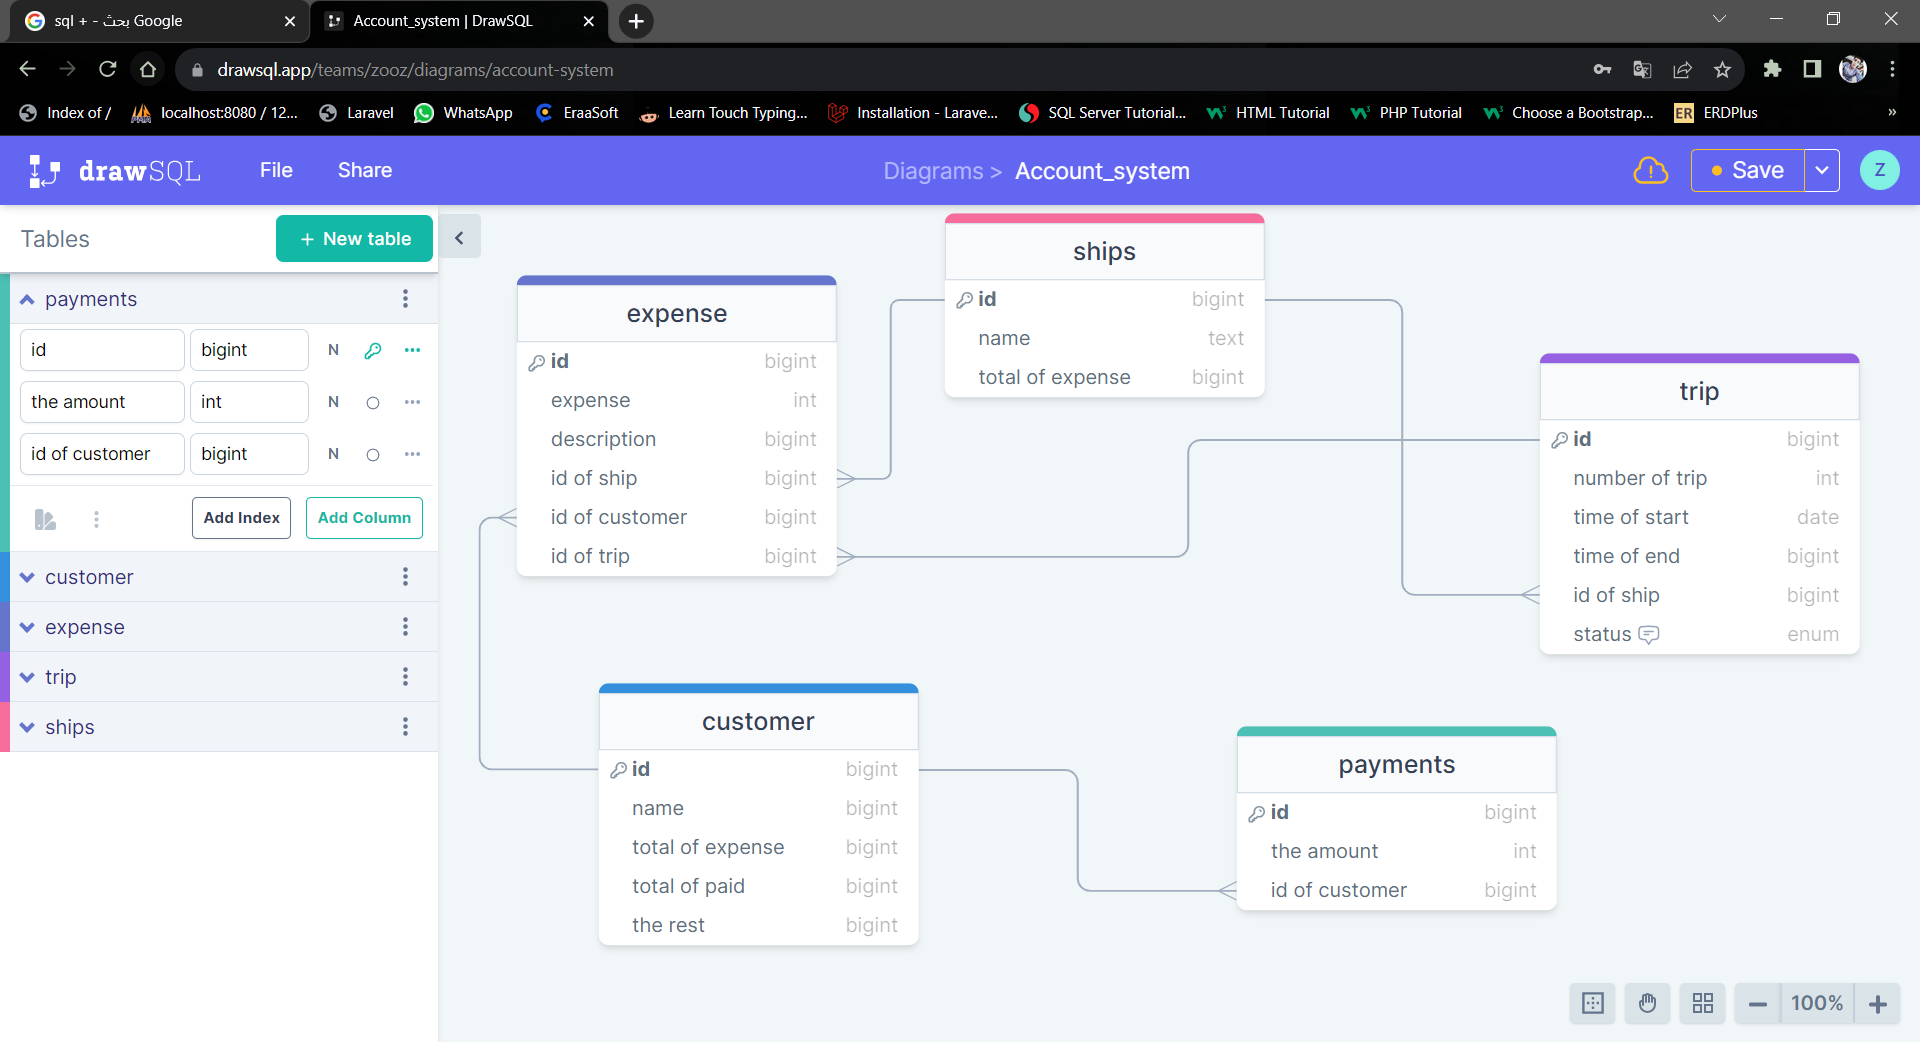 sql + - بحث Google
Account_system | DrawSQL
drawsql.app/teams/zooz/diagrams/account-system
Index of /
localhost:8080 / 12...
Laravel
WhatsApp
EraaSoft
Learn Touch Typing...
Installation - Larave...
SQL Server Tutorial...
HTML Tutorial
PHP Tutorial
Choose a Bootstrap...
ER ERDPlus
»
drawSQL
File
Share
Diagrams > Account_system
Save
Z
Tables
+ New table
payments
id bigint N
the amount int N
id of customer bigint N
Add Index
Add Column
customer
expense
trip
ships
expense
id bigint
expense int
description bigint
id of ship bigint
id of customer bigint
id of trip bigint
ships
id bigint
name text
total of expense bigint
trip
id bigint
number of trip int
time of start date
time of end bigint
id of ship bigint
status enum
customer
id bigint
name bigint
total of expense bigint
total of paid bigint
the rest bigint
payments
id bigint
the amount int
id of customer bigint
100%